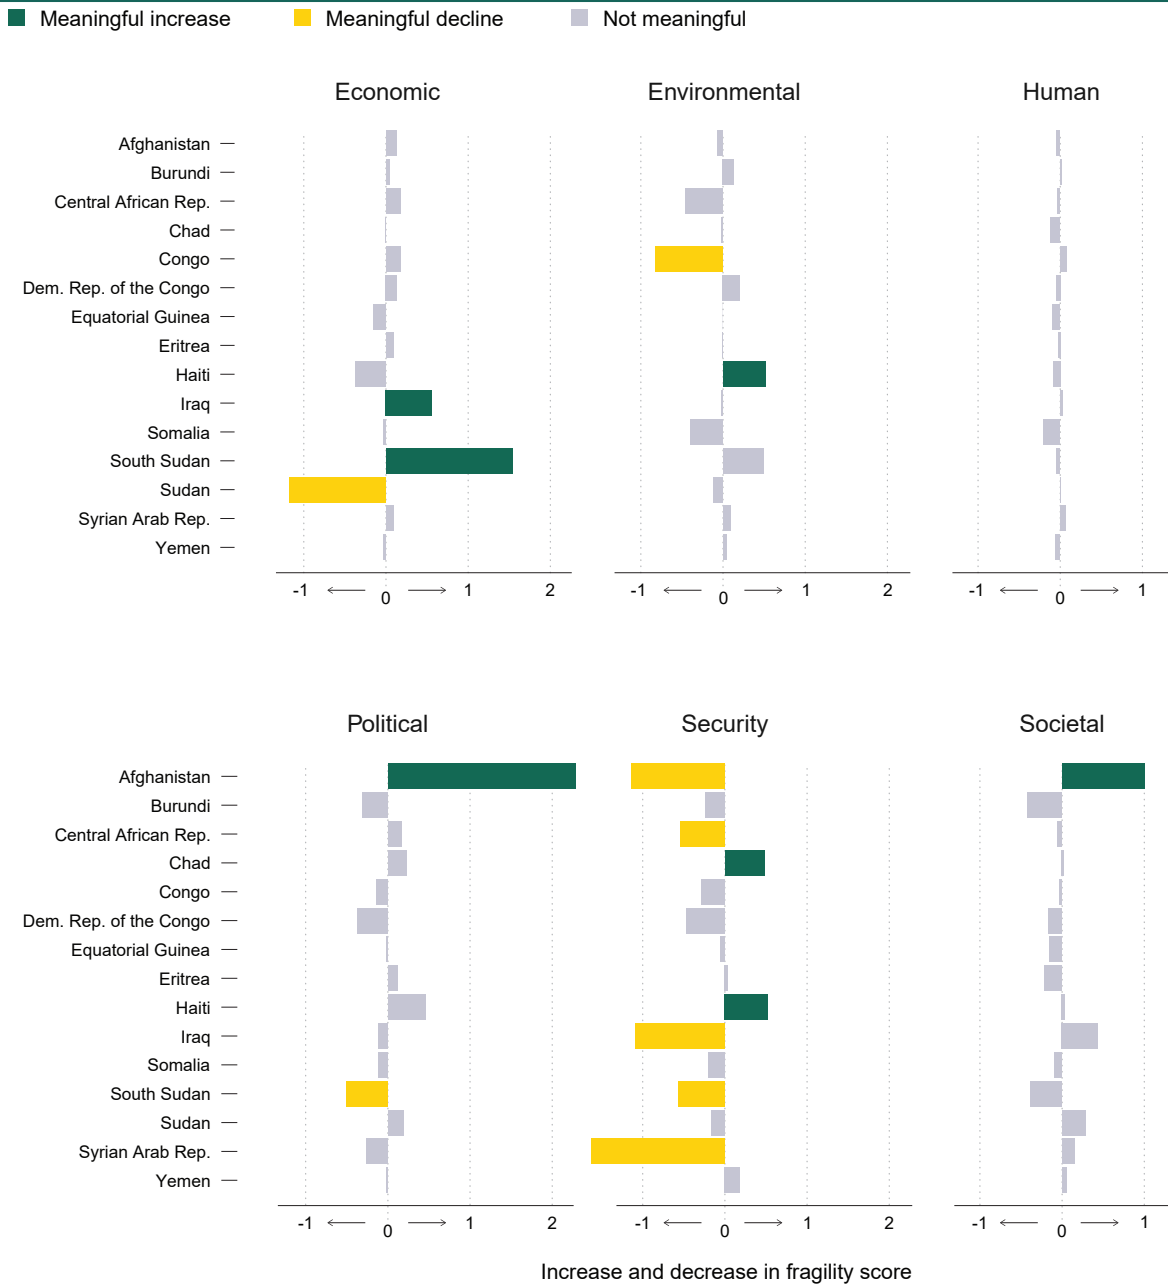 Meaningful increase Meaningful decline Not meaningful
Economic Environmental Human
Afghanistan
Burundi
Central African Rep.
Chad
Congo
Dem. Rep. of the Congo
Equatorial Guinea
Eritrea
Haiti
Iraq
Somalia
South Sudan
Sudan
Syrian Arab Rep.
Yemen
-1 0 1 2 -1 0 1 2 -1 0 1
Political Security Societal
Afghanistan
Burundi
Central African Rep.
Chad
Congo
Dem. Rep. of the Congo
Equatorial Guinea
Eritrea
Haiti
Iraq
Somalia
South Sudan
Sudan
Syrian Arab Rep.
Yemen
-1 0 1 2 -1 0 1 2 -1 0 1
Increase and decrease in fragility score